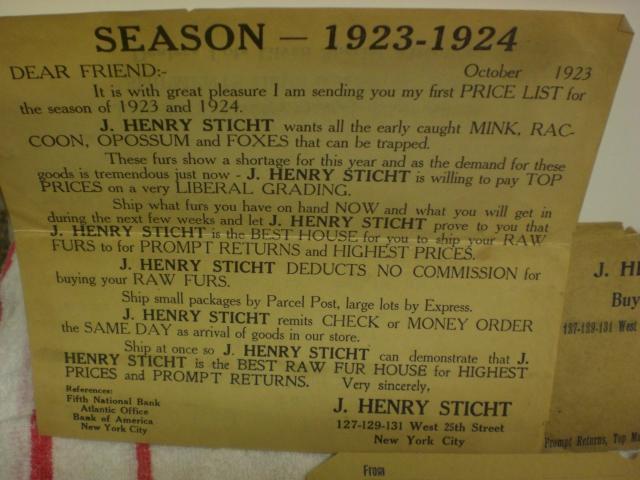 SEASON — 1923-1924
DEAR FRIEND:- October 1923
It is with great pleasure I am sending you my first PRICE LIST for
the season of 1923 and 1924.
J. HENRY STICHT wants all the early caught MINK, RAC-
COON, OPOSSUM and FOXES that can be trapped.
These furs show a shortage for this year and as the demand for these
goods is tremendous just now - J. HENRY STICHT is willing to pay TOP
PRICES on a very LIBERAL GRADING.
Ship what furs you have on hand NOW and what you will get in
during the next few weeks and let J. HENRY STICHT prove to you that
J. HENRY STICHT is the BEST HOUSE for you to ship your RAW
FURS to for PROMPT RETURNS and HIGHEST PRICES.
J. HENRY STICHT DEDUCTS NO COMMISSION for
buying your RAW FURS.
Ship small packages by Parcel Post, large lots by Express.
J. HENRY STICHT remits CHECK or MONEY ORDER
the SAME DAY as arrival of goods in our store.
Ship at once so J. HENRY STICHT can demonstrate that J.
HENRY STICHT is the BEST RAW FUR HOUSE for HIGHEST
PRICES and PROMPT RETURNS. Very sincerely,
References:
Fifth National Bank
Atlantic Office
Bank of America
New York City
J. HENRY STICHT
127-129-131 West 25th Street
New York City
J. HE
Buy
127-129-131 West
Prompt Returns, Top Ma
From